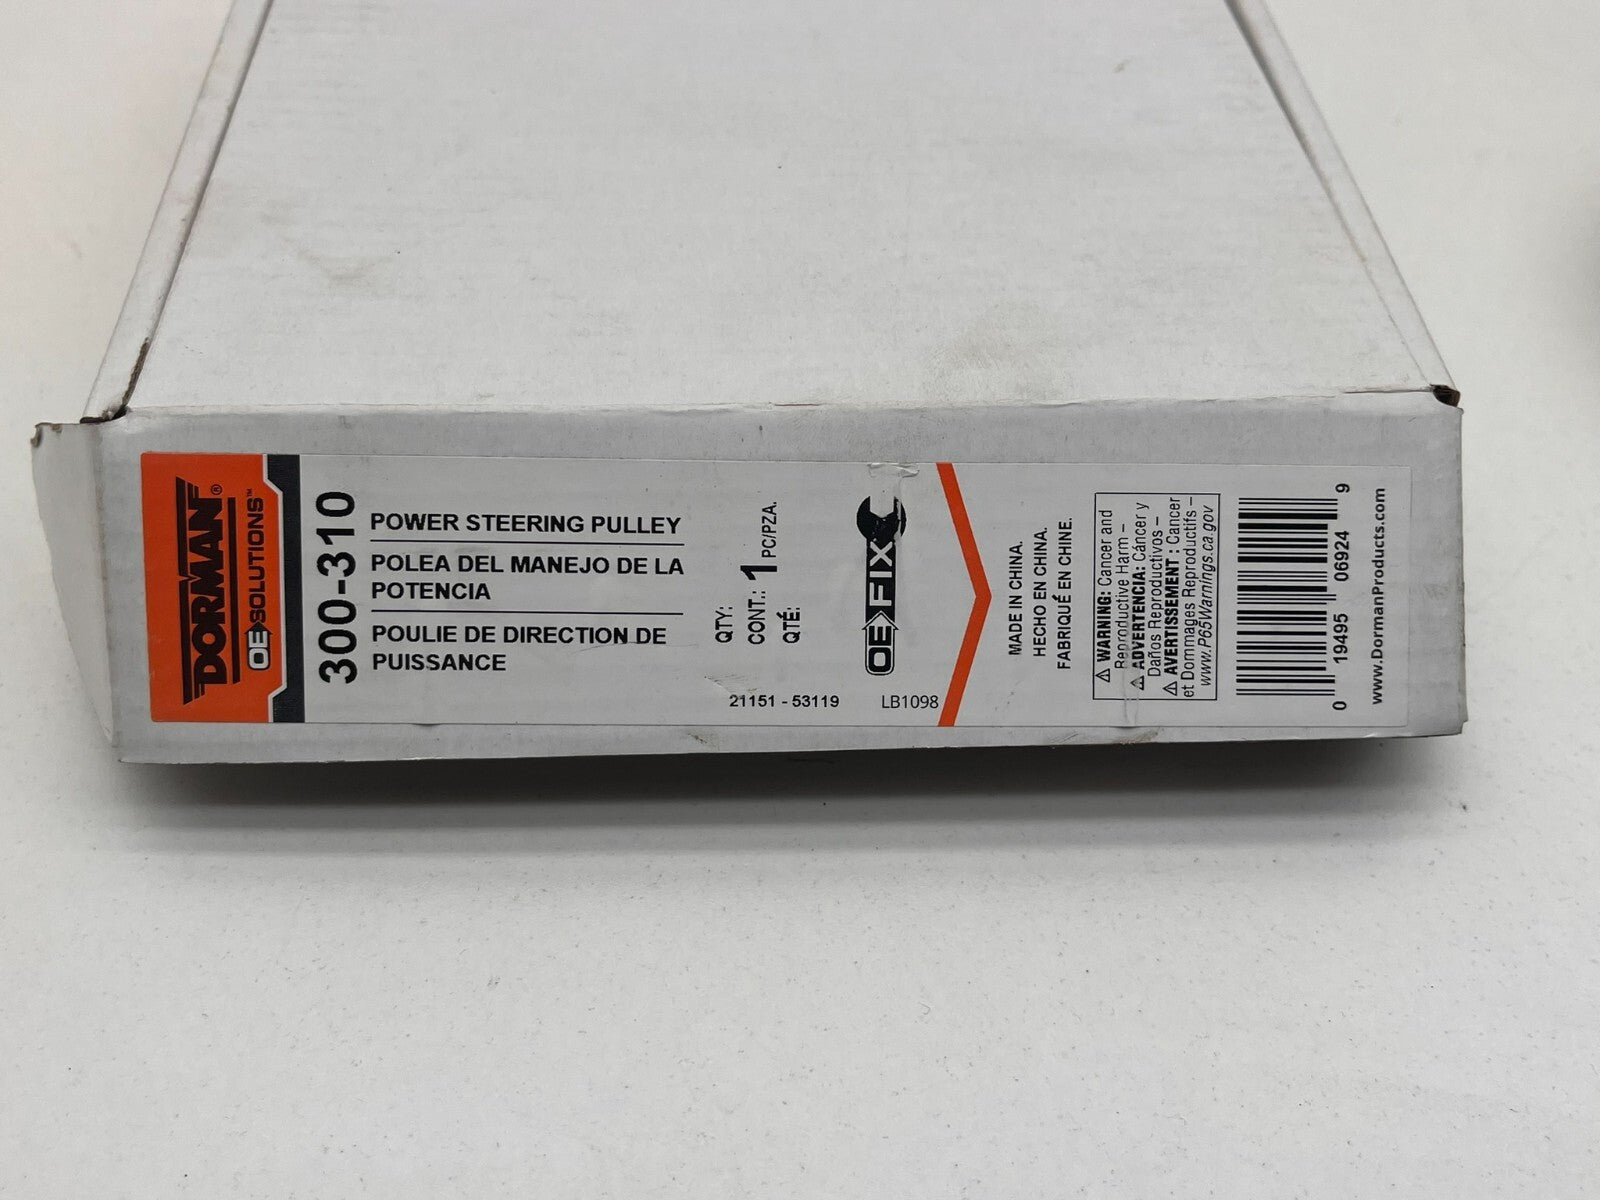 DORMAN®
OE SOLUTIONS™
300-310
POWER STEERING PULLEY
POLEA DEL MANEJO DE LA
POTENCIA
POULIE DE DIRECTION DE
PUISSANCE
QTY:
CONT.: 1 PC/PZA.
QTÉ:
21151 - 53119
OE FIX
LB1098
MADE IN CHINA.
HECHO EN CHINA.
FABRIQUÉ EN CHINE.
⚠ WARNING: Cancer and
Reproductive Harm –
⚠ ADVERTENCIA: Cáncer y
Daños Reproductivos –
⚠ AVERTISSEMENT : Cancer
et Dommages Reproductifs –
www.P65Warnings.ca.gov
0 19495 06924 9
www.DormanProducts.com